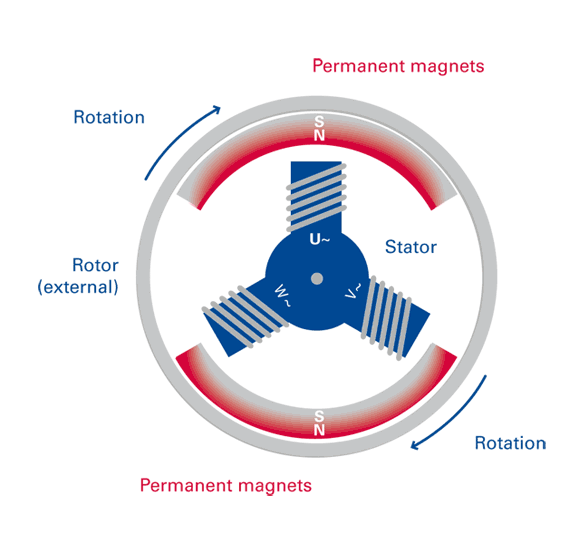 Permanent magnets
Rotation
S
N
U~
Stator
Rotor
(external)
W~
V~
S
N
Rotation
Permanent magnets